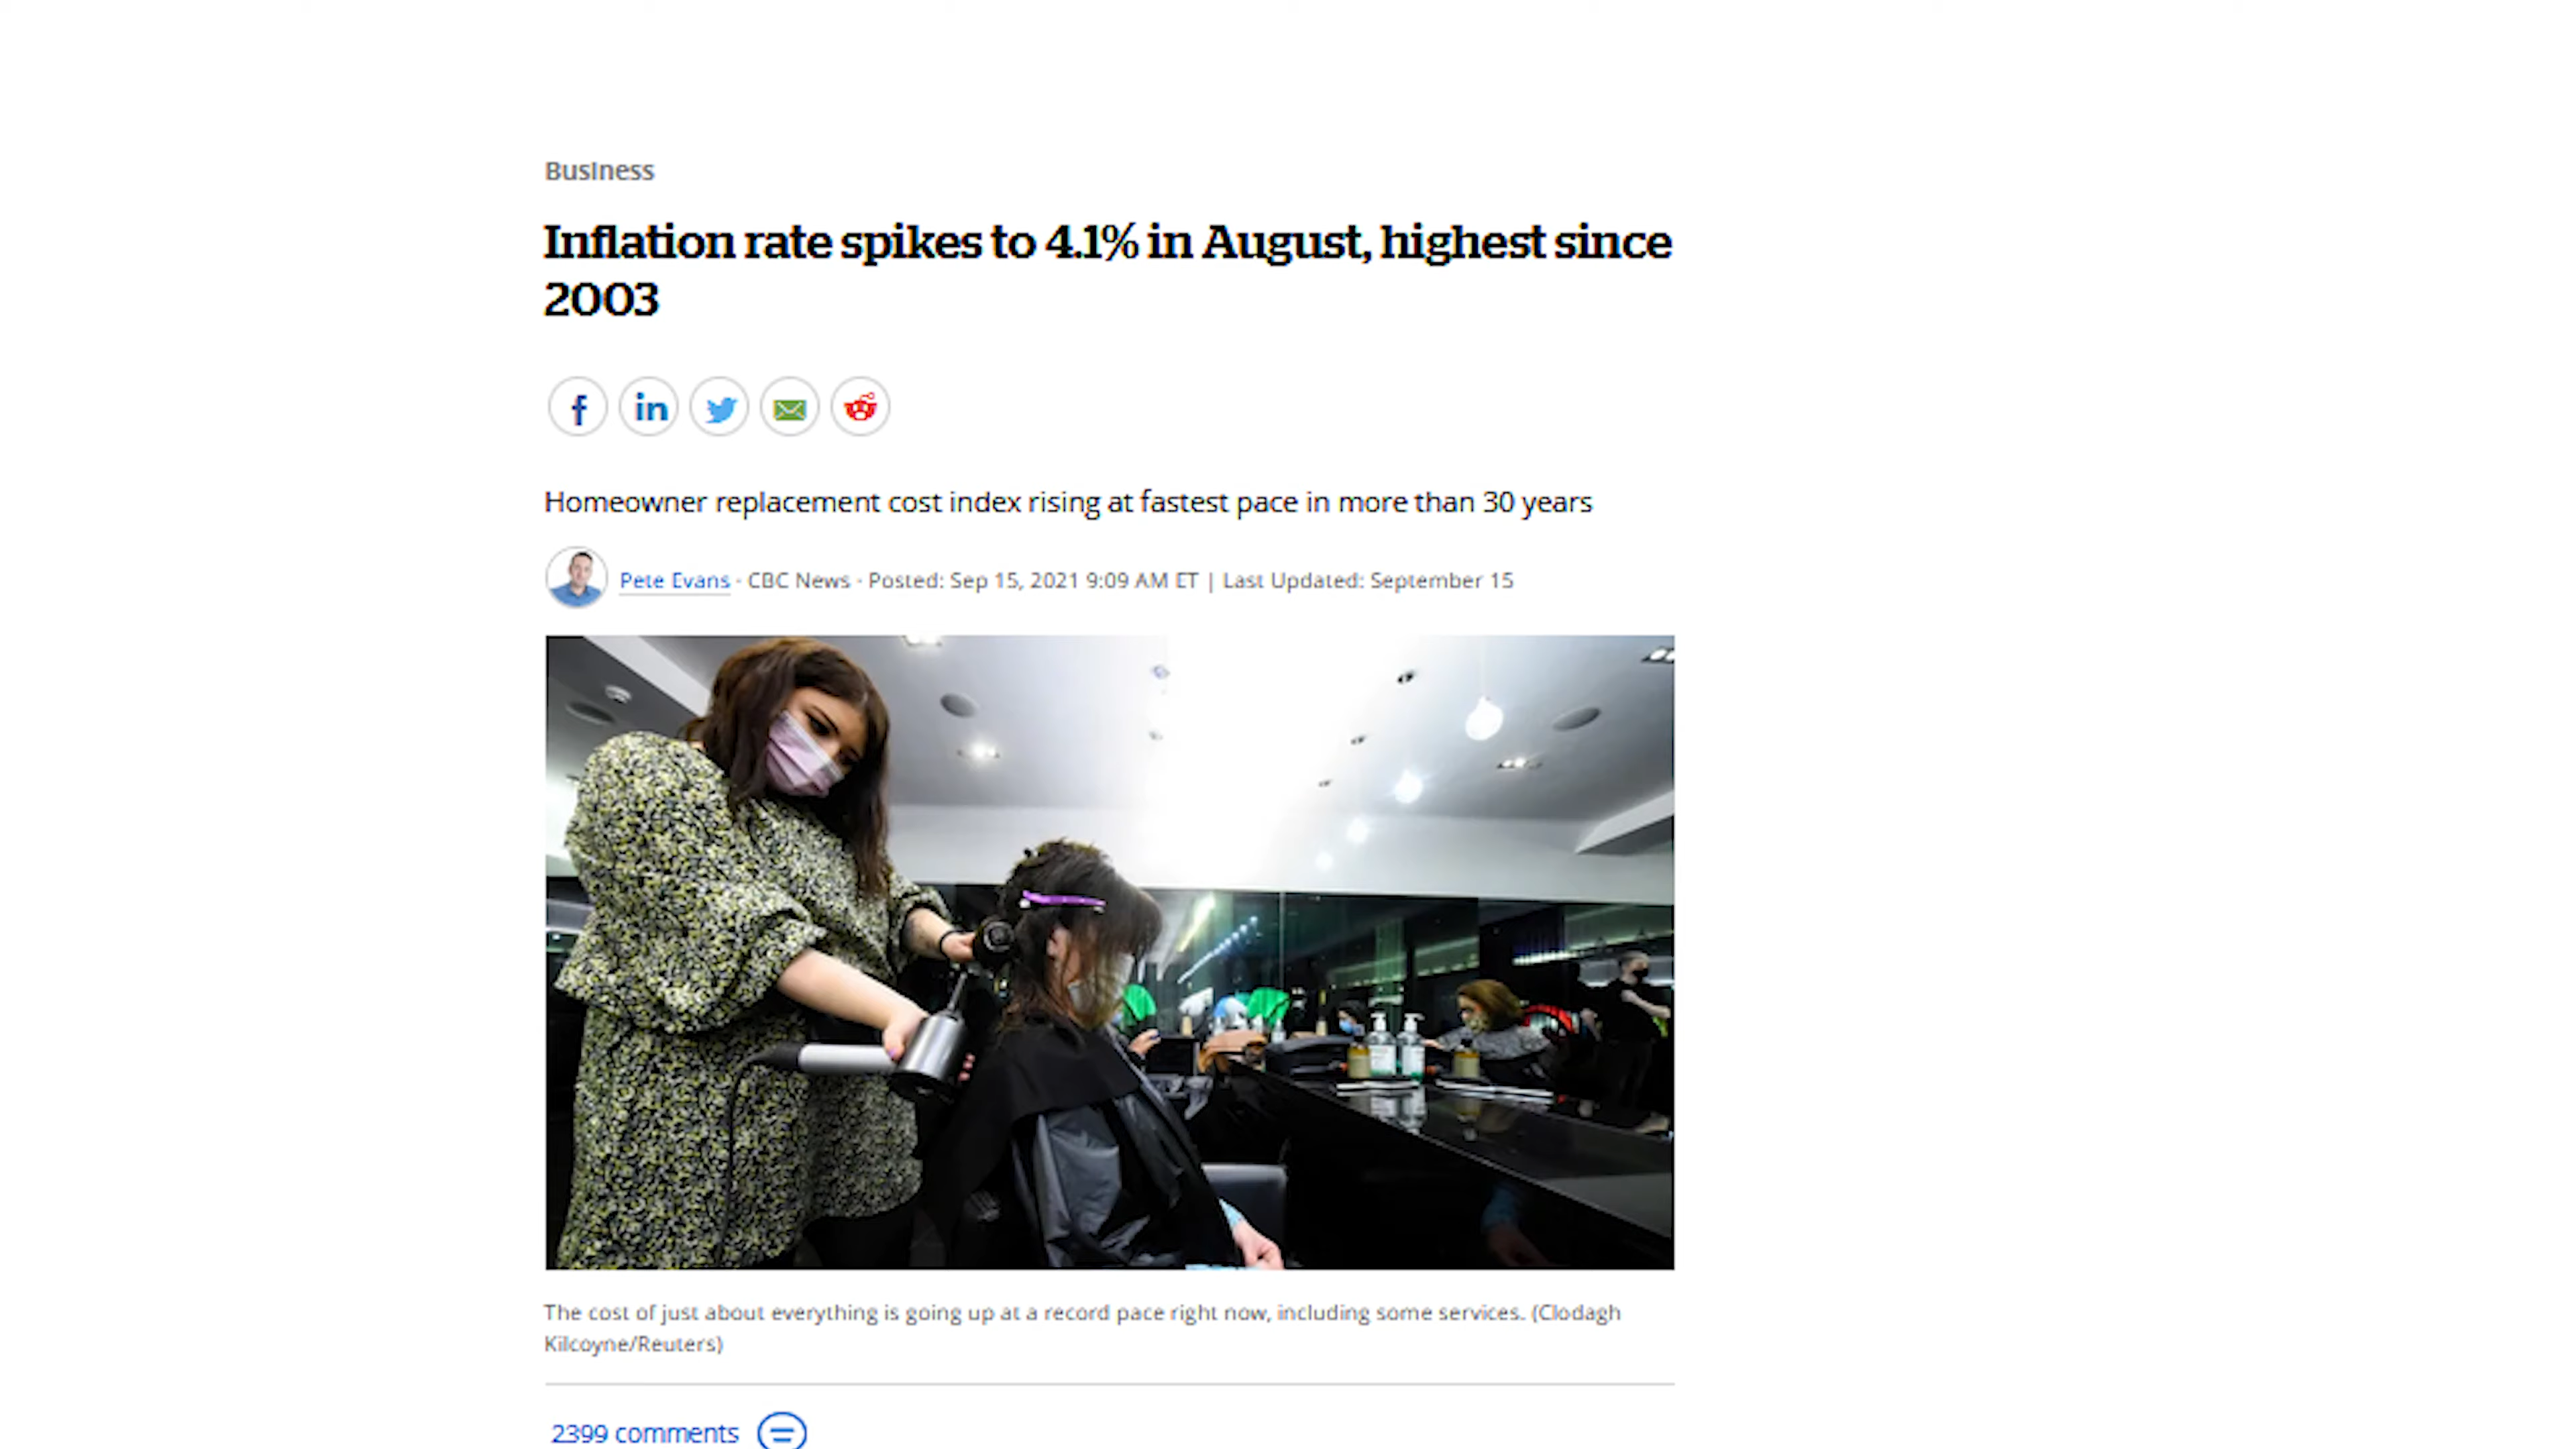 Business
Inflation rate spikes to 4.1% in August, highest since
2003
f
in
Homeowner replacement cost index rising at fastest pace in more than 30 years
Pete Evans · CBC News · Posted: Sep 15, 2021 9:09 AM ET | Last Updated: September 15
The cost of just about everything is going up at a record pace right now, including some services. (Clodagh
Kilcoyne/Reuters)
2399 comments